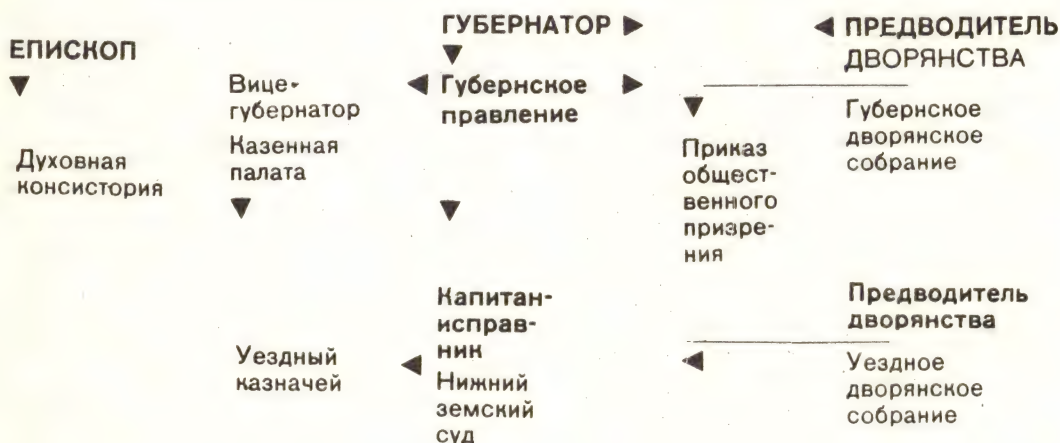 ЕПИСКОП
Духовная
консистория
Вице-
губернатор
Казенная
палата
Уездный
казначей
ГУБЕРНАТОР
Губернское
правление
Капитан-
исправ-
ник
Нижний
земский
суд
Приказ
общест-
венного
призре-
ния
ПРЕДВОДИТЕЛЬ
ДВОРЯНСТВА
Губернское
дворянское
собрание
Предводитель
дворянства
Уездное
дворянское
собрание